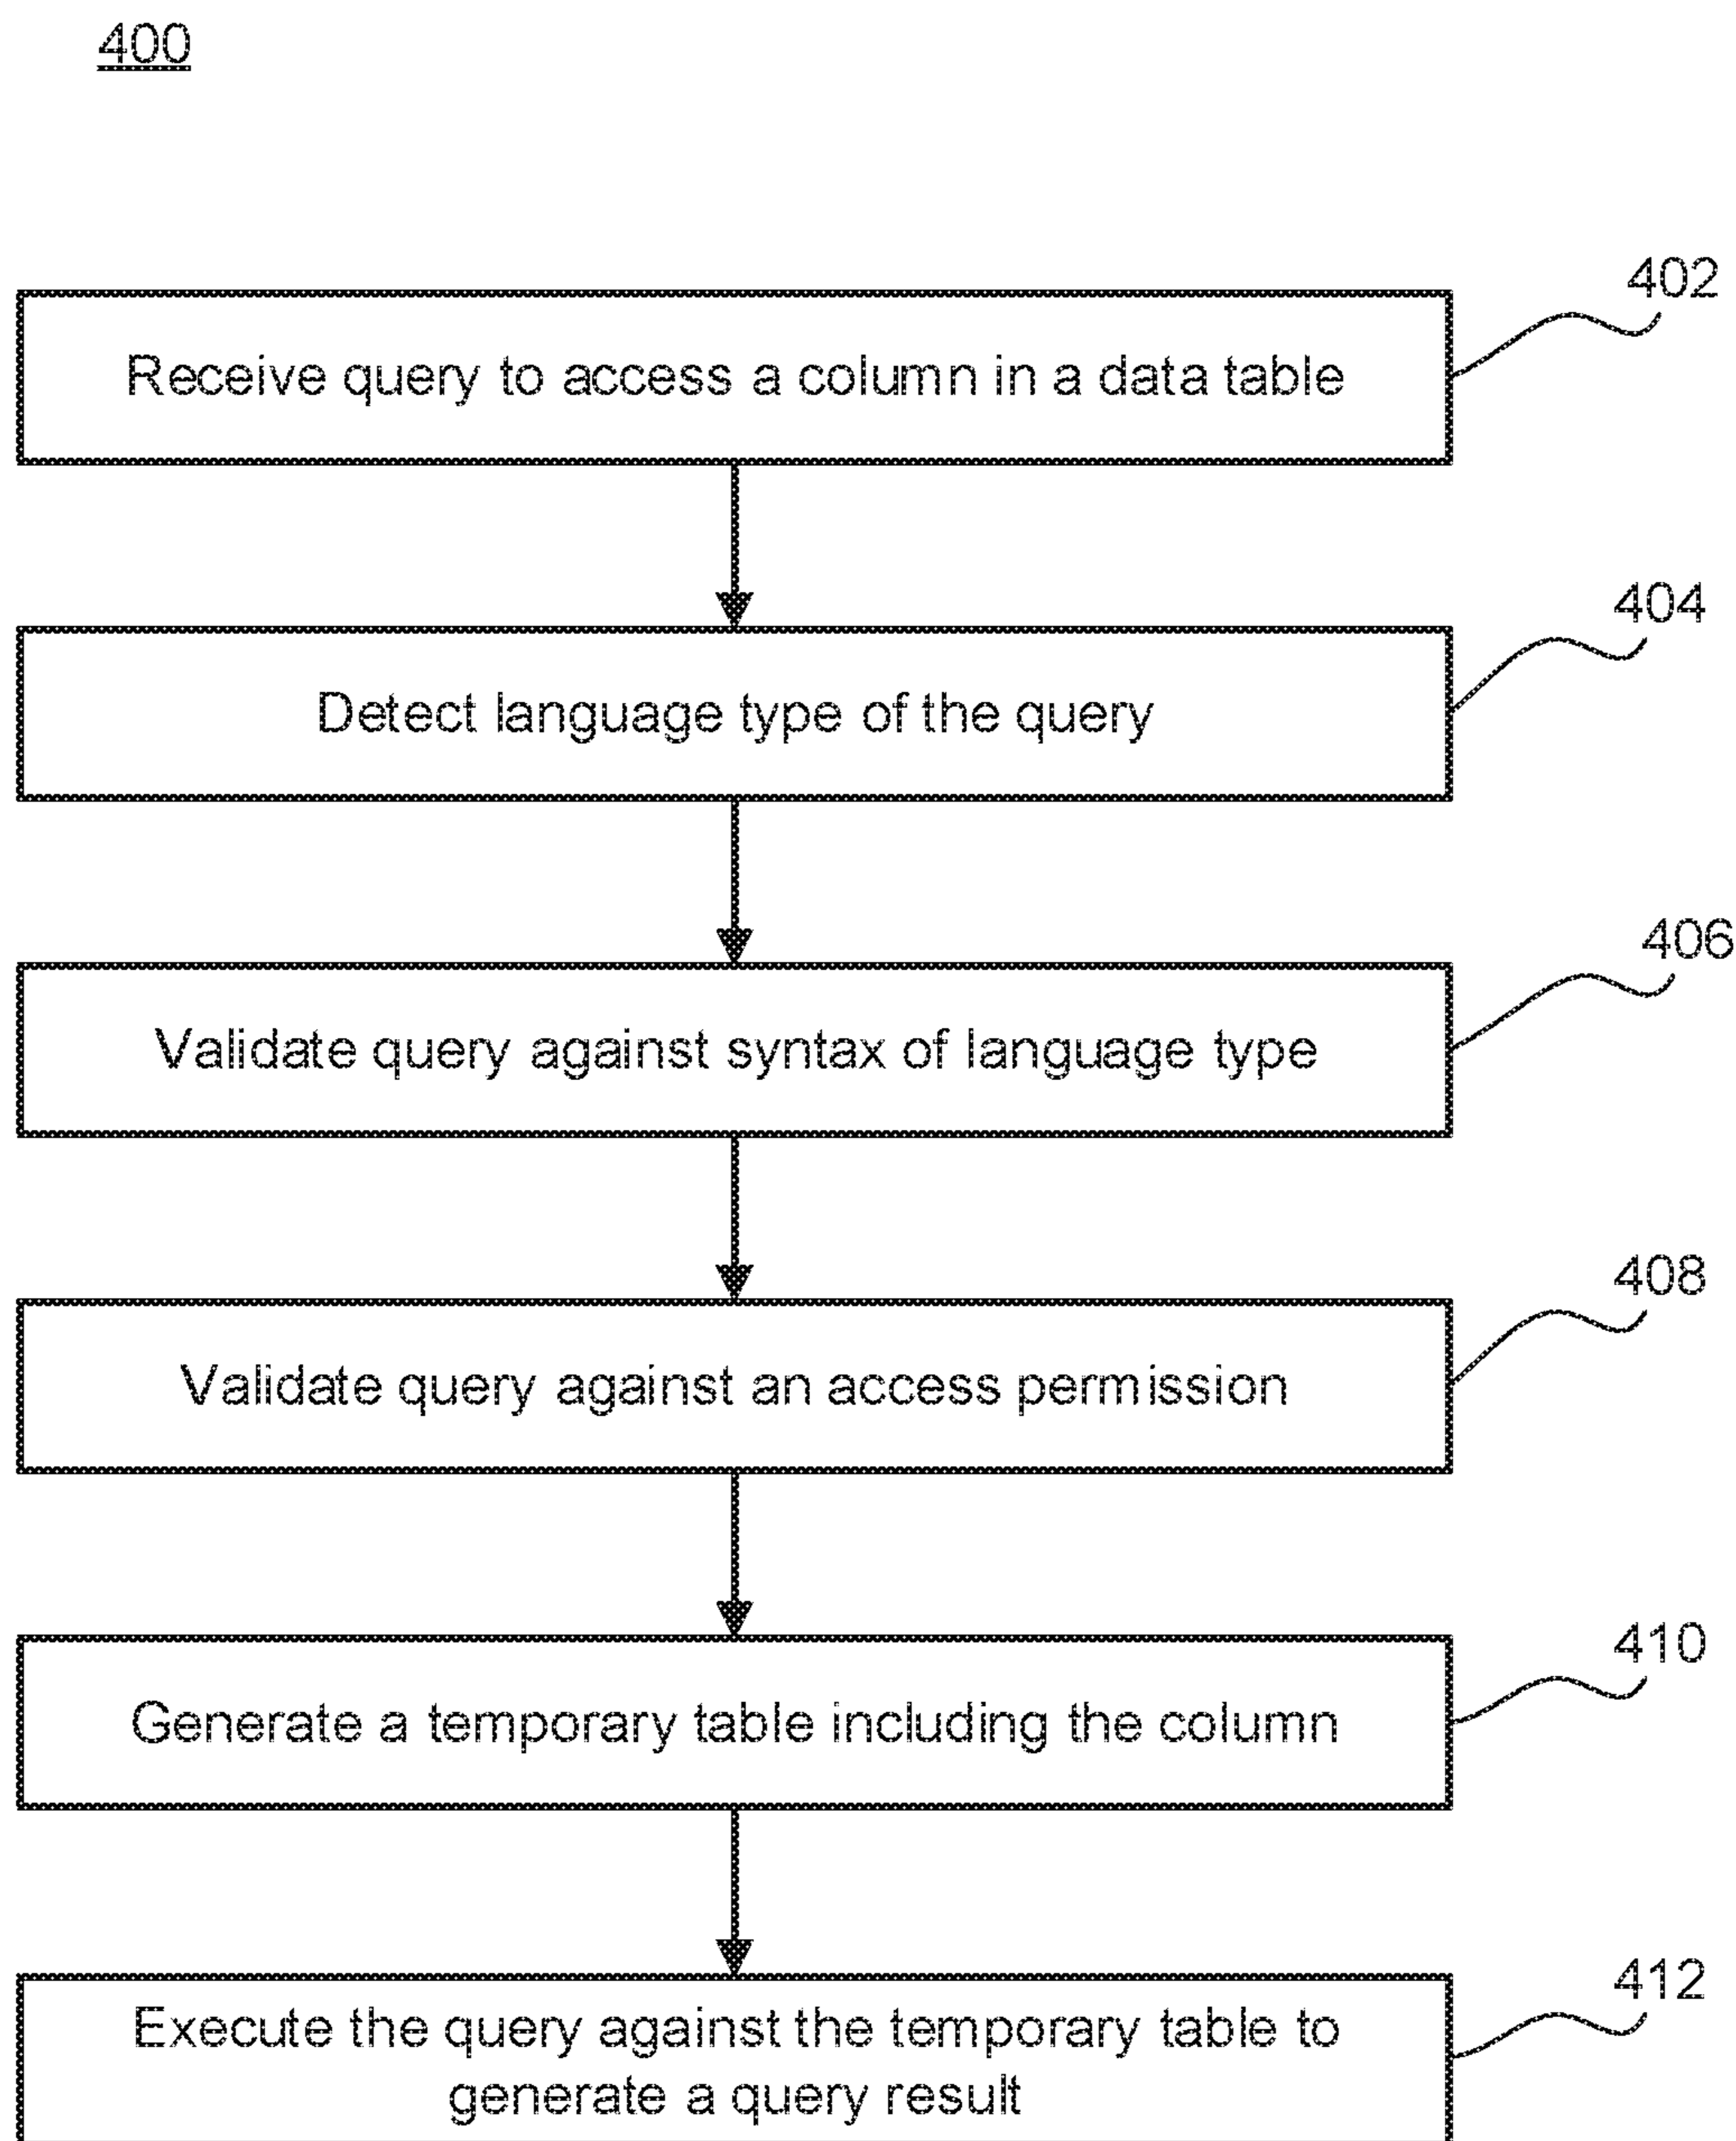 400
402
Receive query to access a column in a data table
404
Detect language type of the query
406
Validate query against syntax of language type
408
Validate query against an access permission
410
Generate a temporary table including the column
412
Execute the query against the temporary table to
generate a query result